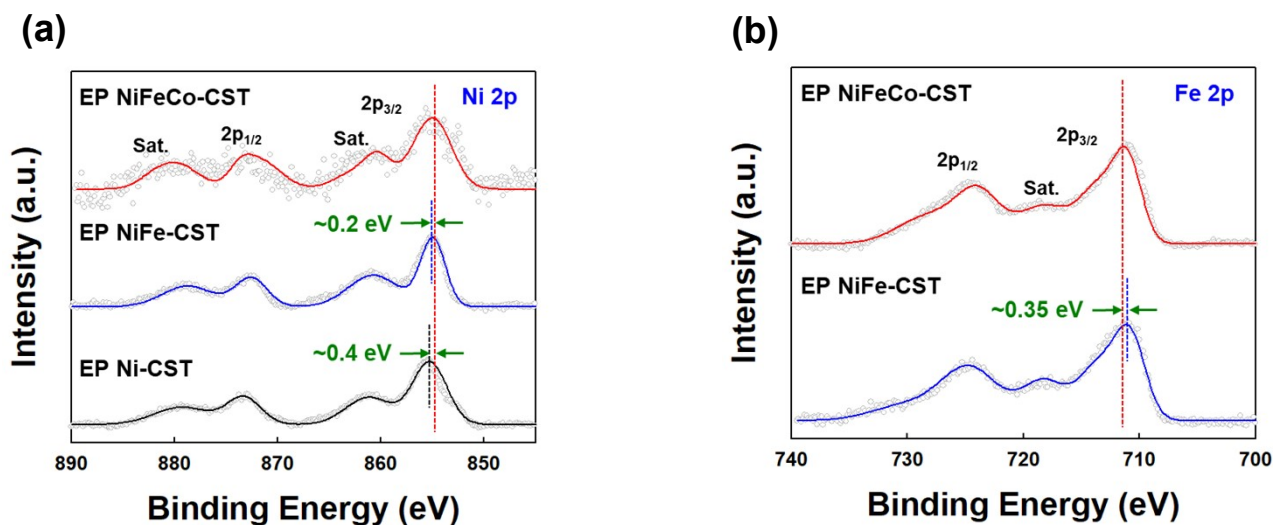 (a)
EP NiFeCo-CST
Ni 2p
2p3/2
2p1/2
Sat.
Sat.
~0.2 eV
EP NiFe-CST
~0.4 eV
EP Ni-CST
Intensity (a.u.)
890 880 870 860 850
Binding Energy (eV)
(b)
EP NiFeCo-CST
Fe 2p
2p3/2
2p1/2
Sat.
EP NiFe-CST
~0.35 eV
Intensity (a.u.)
740 730 720 710 700
Binding Energy (eV)